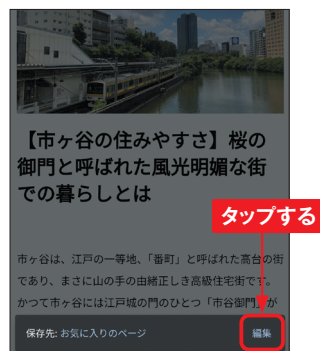 【市ヶ谷の住みやすさ】桜の
御門と呼ばれた風光明媚な街
での暮らしとは
タップする
市ヶ谷は、江戸の一等地、「番町」と呼ばれた高台の街
であり、まさに山の手の由緒正しき高級住宅街です。
かつて市ヶ谷には江戸城の門のひとつ「市谷御門」が
保存先: お気に入りのページ
編集